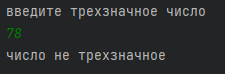 введите трехзначное число
78
число не трехзначное